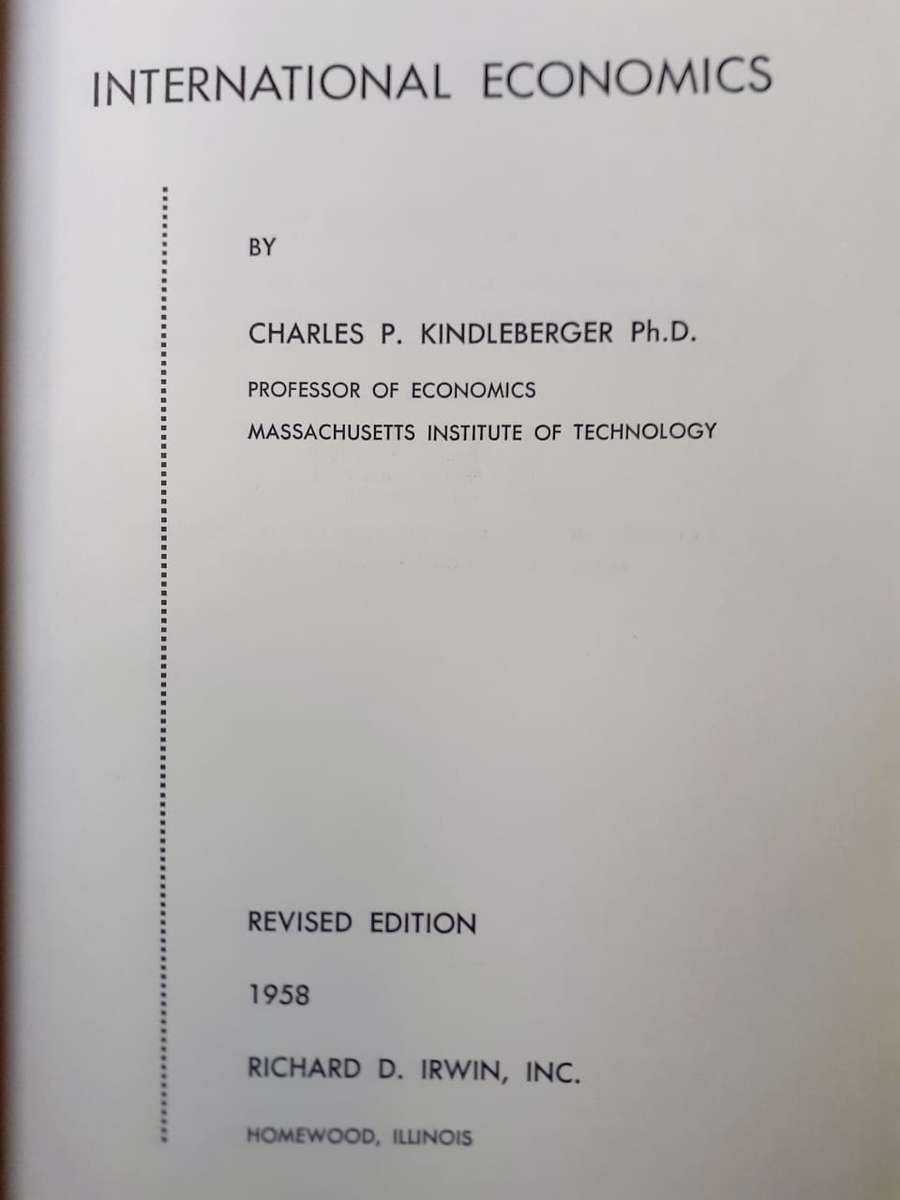 INTERNATIONAL ECONOMICS
BY
CHARLES P. KINDLEBERGER Ph.D.
PROFESSOR OF ECONOMICS
MASSACHUSETTS INSTITUTE OF TECHNOLOGY
REVISED EDITION
1958
RICHARD D. IRWIN, INC.
HOMEWOOD, ILLINOIS